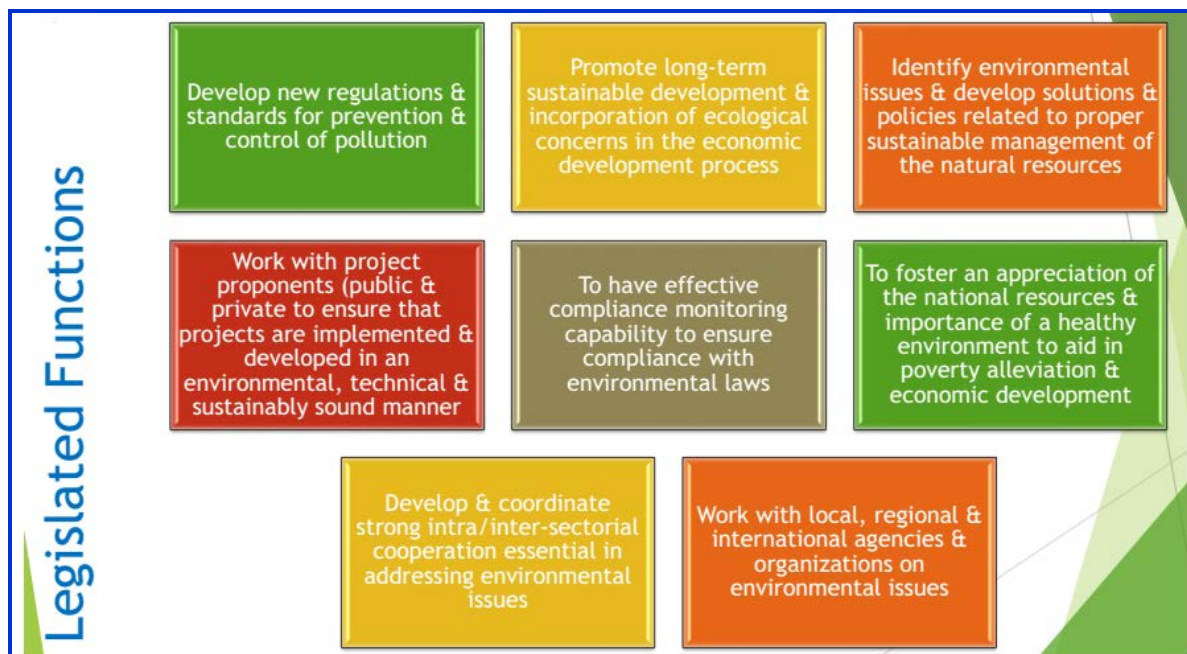 Legislated Functions
Develop new regulations &
standards for prevention &
control of pollution
Promote long-term
sustainable development &
incorporation of ecological
concerns in the economic
development process
Identify environmental
issues & develop solutions &
policies related to proper
sustainable management of
the natural resources
Work with project
proponents (public &
private to ensure that
projects are implemented &
developed in an
environmental, technical &
sustainably sound manner
To have effective
compliance monitoring
capability to ensure
compliance with
environmental laws
To foster an appreciation of
the national resources &
importance of a healthy
environment to aid in
poverty alleviation &
economic development
Develop & coordinate
strong intra/inter-sectorial
cooperation essential in
addressing environmental
issues
Work with local, regional &
international agencies &
organizations on
environmental issues